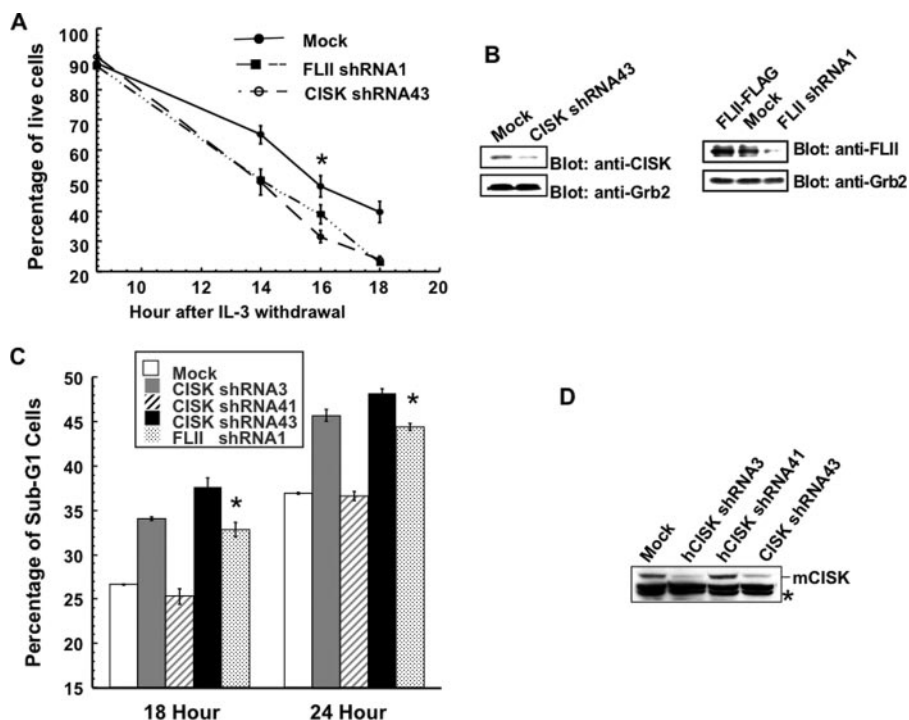 A
Percentage of live cells
100
90
80
70
60
50
40
30
20
10 12 14 16 18 20
Hour after IL-3 withdrawal
Mock
FLII shRNA1
CISK shRNA43
*
B
Mock
CISK shRNA43
Blot: anti-CISK
Blot: anti-Grb2
FLII-FLAG
Mock
FLII shRNA1
Blot: anti-FLII
Blot: anti-Grb2
C
Percentage of Sub-G1 Cells
50
45
35
35
25
25
15
Mock
CISK shRNA3
CISK shRNA41
CISK shRNA43
FLII shRNA1
*
*
18 Hour 24 Hour
D
Mock
hCISK shRNA3
hCISK shRNA41
CISK shRNA43
mCISK
*